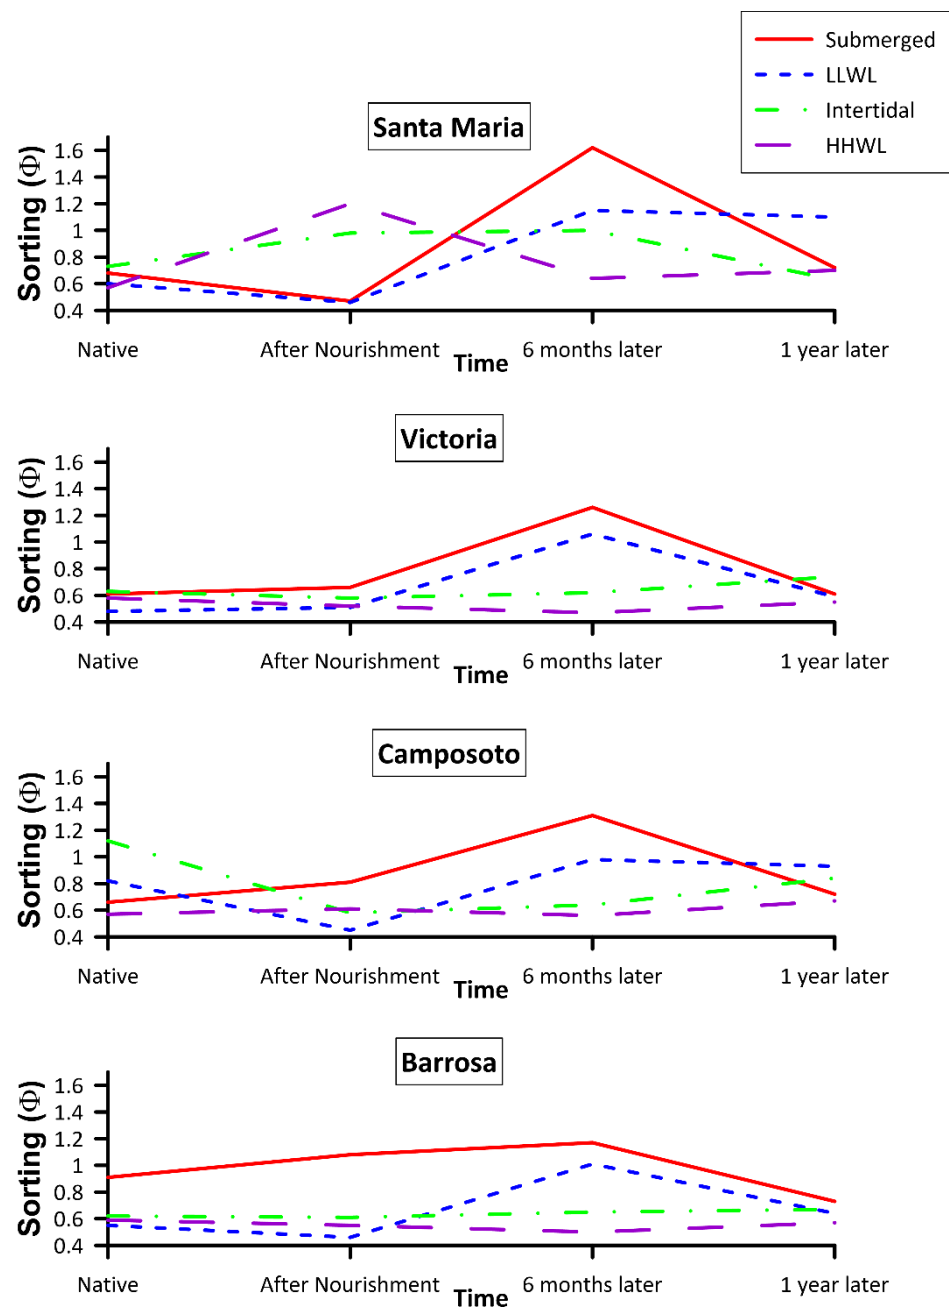 Submerged
LLWL
Intertidal
HHWL
Santa Maria
Sorting (Φ)
1.6
1.4
1.2
1
0.8
0.6
0.4
Native
After Nourishment
6 months later
1 year later
Time
Victoria
Sorting (Φ)
1.6
1.4
1.2
1
0.8
0.6
0.4
Native
After Nourishment
6 months later
1 year later
Time
Camposoto
Sorting (Φ)
1.6
1.4
1.2
1
0.8
0.6
0.4
Native
After Nourishment
6 months later
1 year later
Time
Barrosa
Sorting (Φ)
1.6
1.4
1.2
1
0.8
0.6
0.4
Native
After Nourishment
6 months later
1 year later
Time